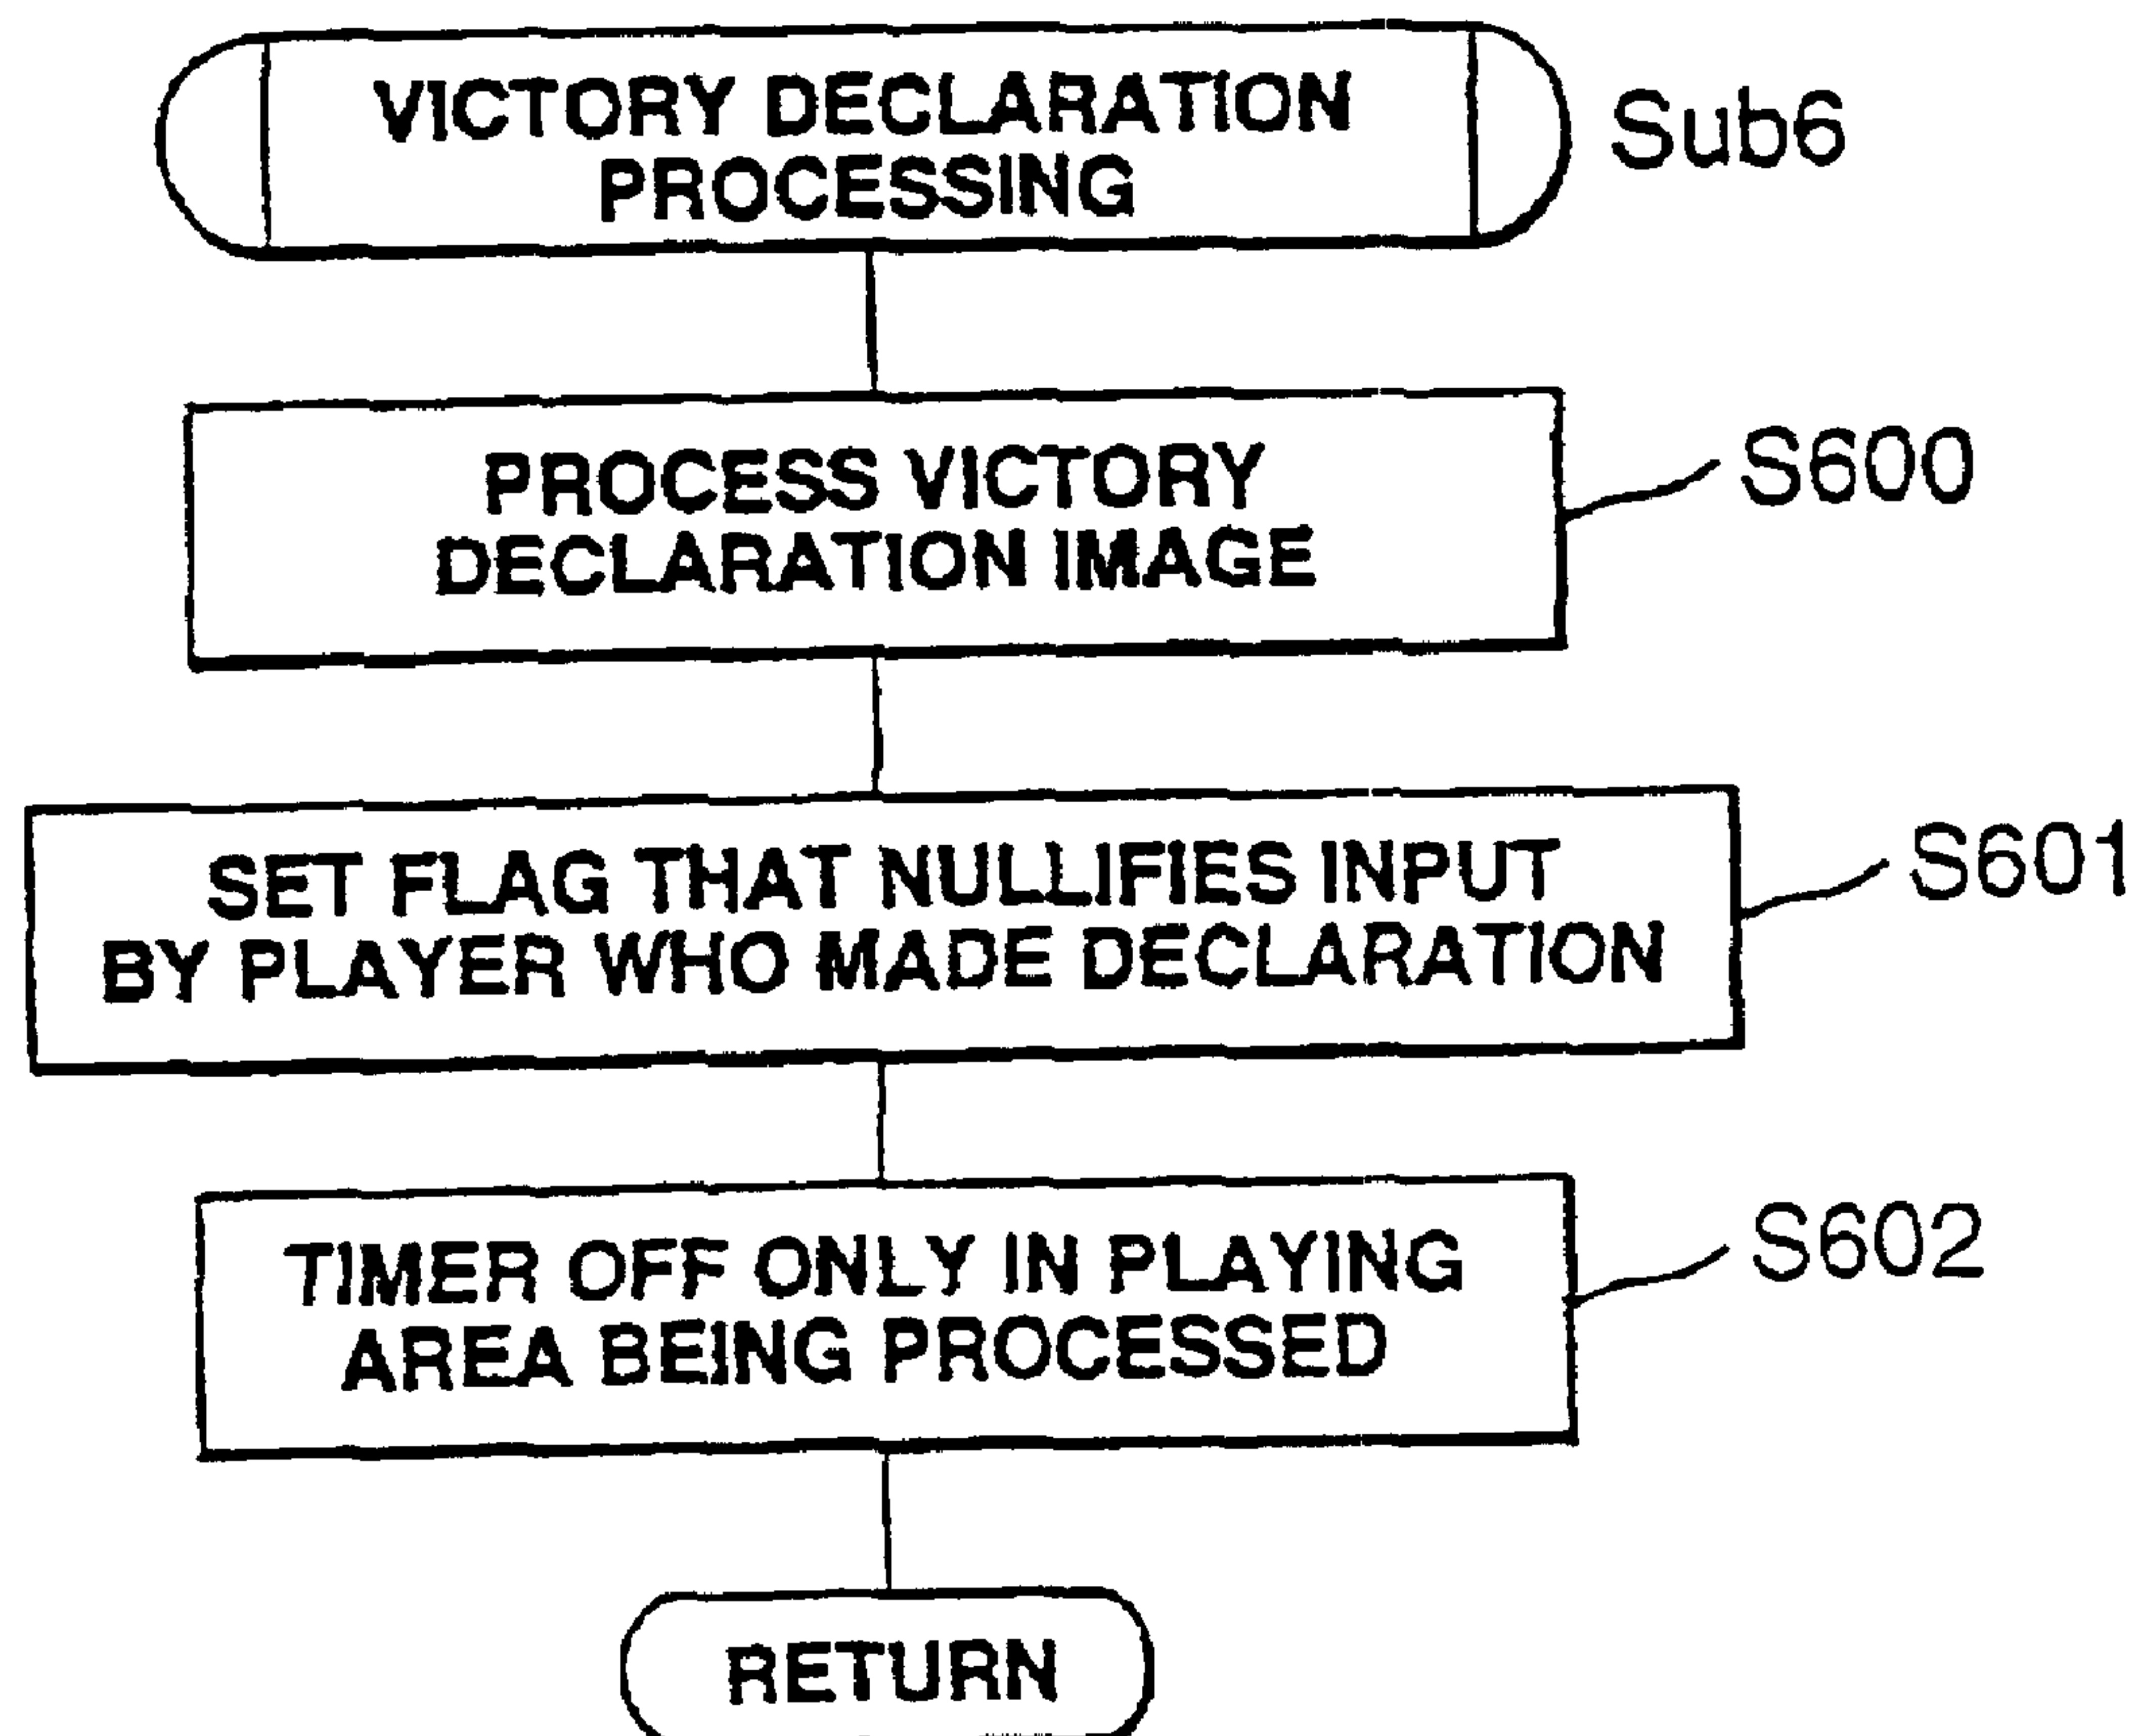 VICTORY DECLARATION
PROCESSING
Sub6
PROCESS VICTORY
DECLARATION IMAGE
S600
SET FLAG THAT NULLIFIES INPUT
BY PLAYER WHO MADE DECLARATION
S601
TIMER OFF ONLY IN PLAYING
AREA BEING PROCESSED
S602
RETURN